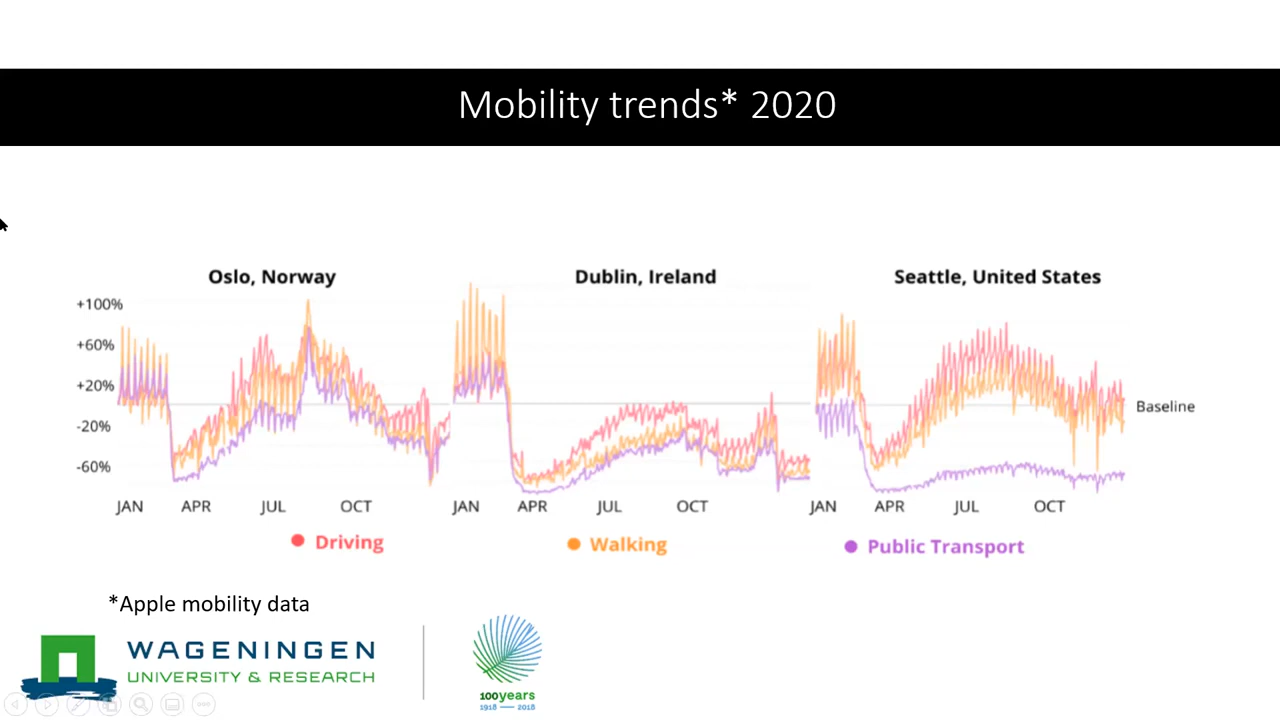 Mobility trends* 2020
Oslo, Norway
Dublin, Ireland
Seattle, United States
+100%
+60%
+20%
-20%
-60%
Baseline
JAN APR JUL OCT
JAN APR JUL OCT
JAN APR JUL OCT
Driving
Walking
Public Transport
*Apple mobility data
WAGENINGEN
UNIVERSITY & RESEARCH
100years
1918 — 2018